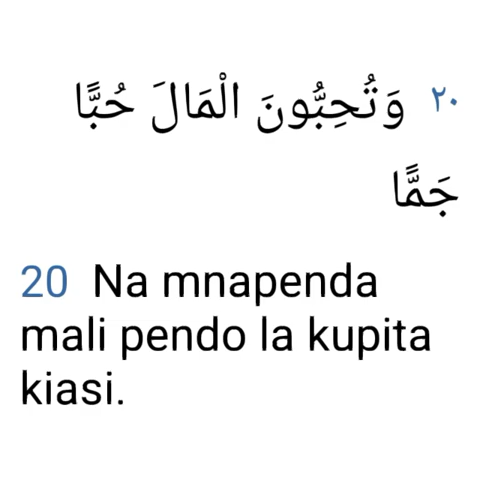 ٢٠ وَتُحِبُّونَ الْمَالَ حُبًّا
جَمًّا
20 Na mnapenda
mali pendo la kupita
kiasi.